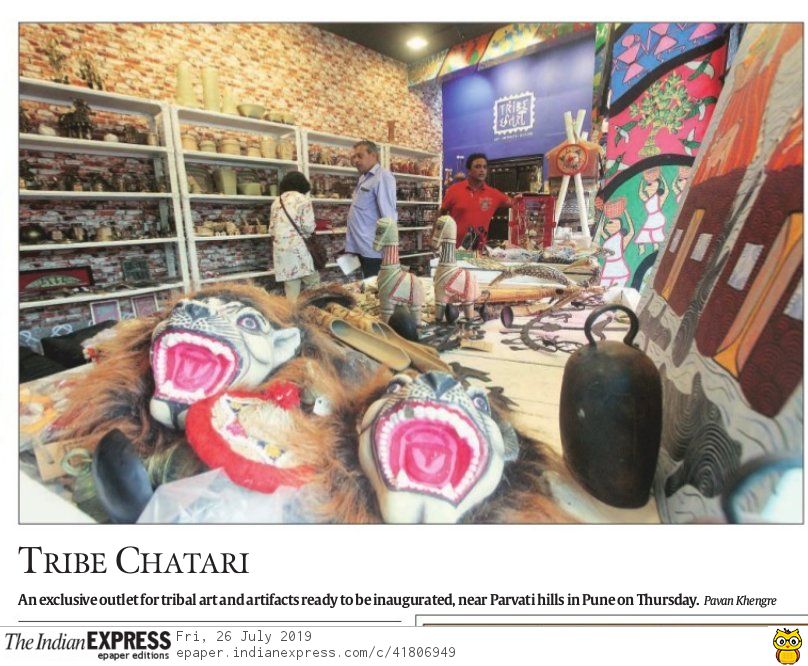 TRIBE
TRIBE CHATARI
An exclusive outlet for tribal art and artifacts ready to be inaugurated, near Parvati hills in Pune on Thursday. Pavan Khengre
The Indian EXPRESS
epaper editions
Fri, 26 July 2019
epaper.indianexpress.com/c/41806949